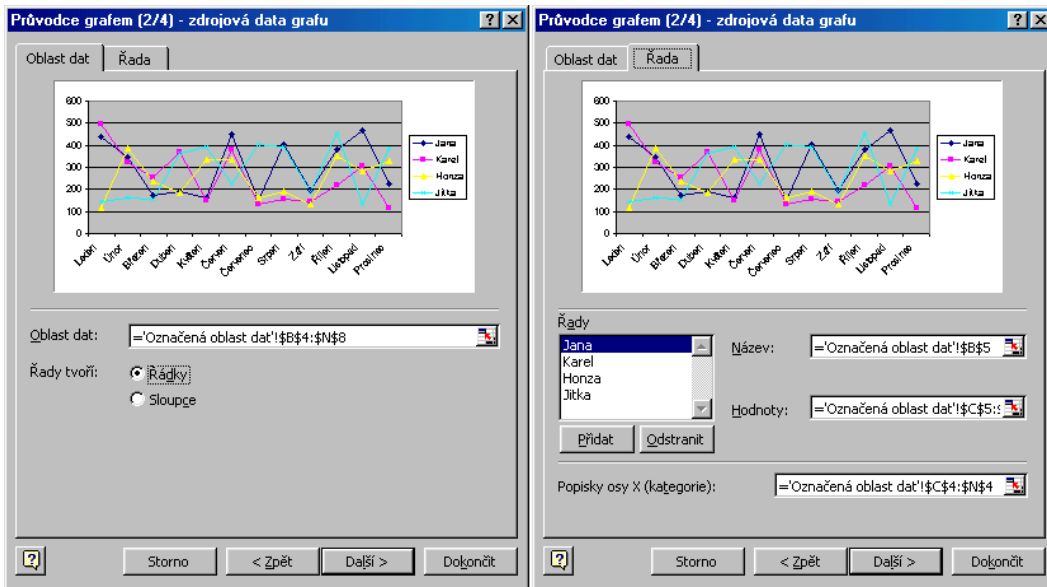 Průvodce grafem (2/4) - zdrojová data grafu
Oblast dat
Řada
600
500
400
300
200
100
0
Leden
Únor
Březen
Duben
Květen
Červen
Červenec
Srpen
Září
Říjen
Listopad
Prosinec
Jana
Karel
Honza
Jitka
Oblast dat:
='Označená oblast dat'!$B$4:$N$8
Řady tvoří:
Řádky
Sloupce
Storno
< Zpět
Další >
Dokončit
Průvodce grafem (2/4) - zdrojová data grafu
Oblast dat
Řada
600
500
400
300
200
100
0
Leden
Únor
Březen
Duben
Květen
Červen
Červenec
Srpen
Září
Říjen
Listopad
Prosinec
Jana
Karel
Honza
Jitka
Řady
Jana
Karel
Honza
Jitka
Přidat
Odstranit
Název:
='Označená oblast dat'!$B$5
Hodnoty:
='Označená oblast dat'!$C$5:
Popisky osy X (kategorie):
='Označená oblast dat'!$C$4:$N$4
Storno
< Zpět
Další >
Dokončit